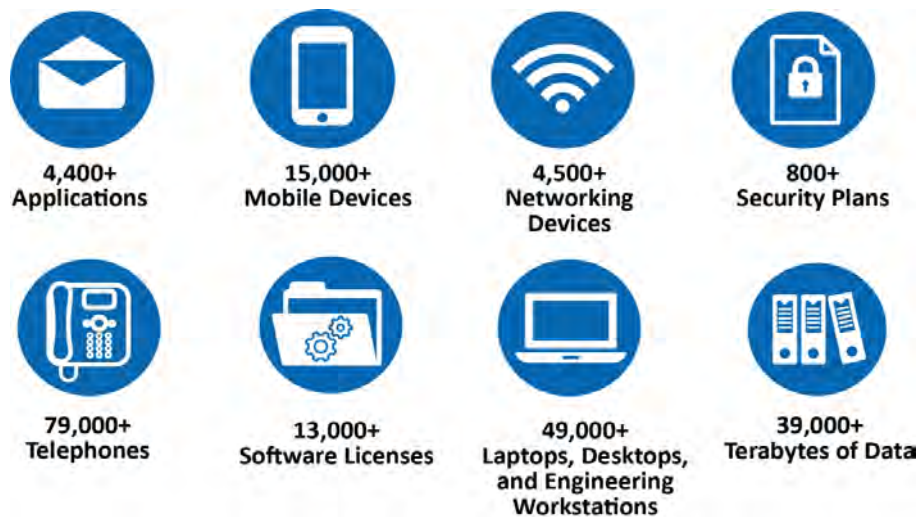 4,400+
Applications
15,000+
Mobile Devices
4,500+
Networking
Devices
800+
Security Plans
79,000+
Telephones
13,000+
Software Licenses
49,000+
Laptops, Desktops,
and Engineering
Workstations
39,000+
Terabytes of Data